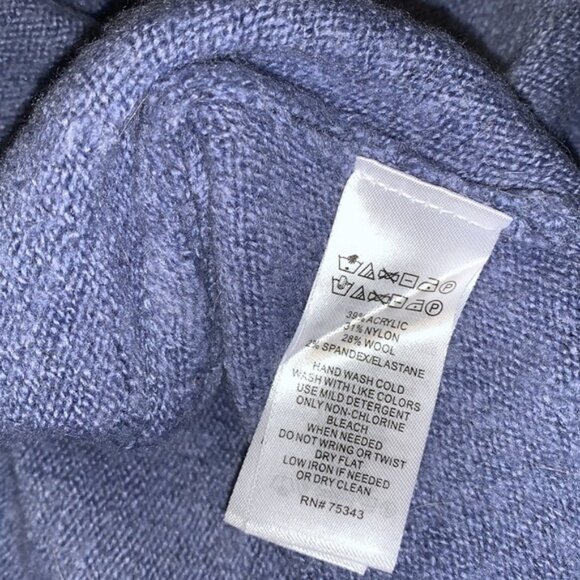 39% ACRYLIC
31% NYLON
28% WOOL
2% SPANDEX/ELASTANE
HAND WASH COLD
WASH WITH LIKE COLORS
USE MILD DETERGENT
ONLY NON-CHLORINE
BLEACH
WHEN NEEDED
DO NOT WRING OR TWIST
DRY FLAT
LOW IRON IF NEEDED
OR DRY CLEAN
RN# 75343